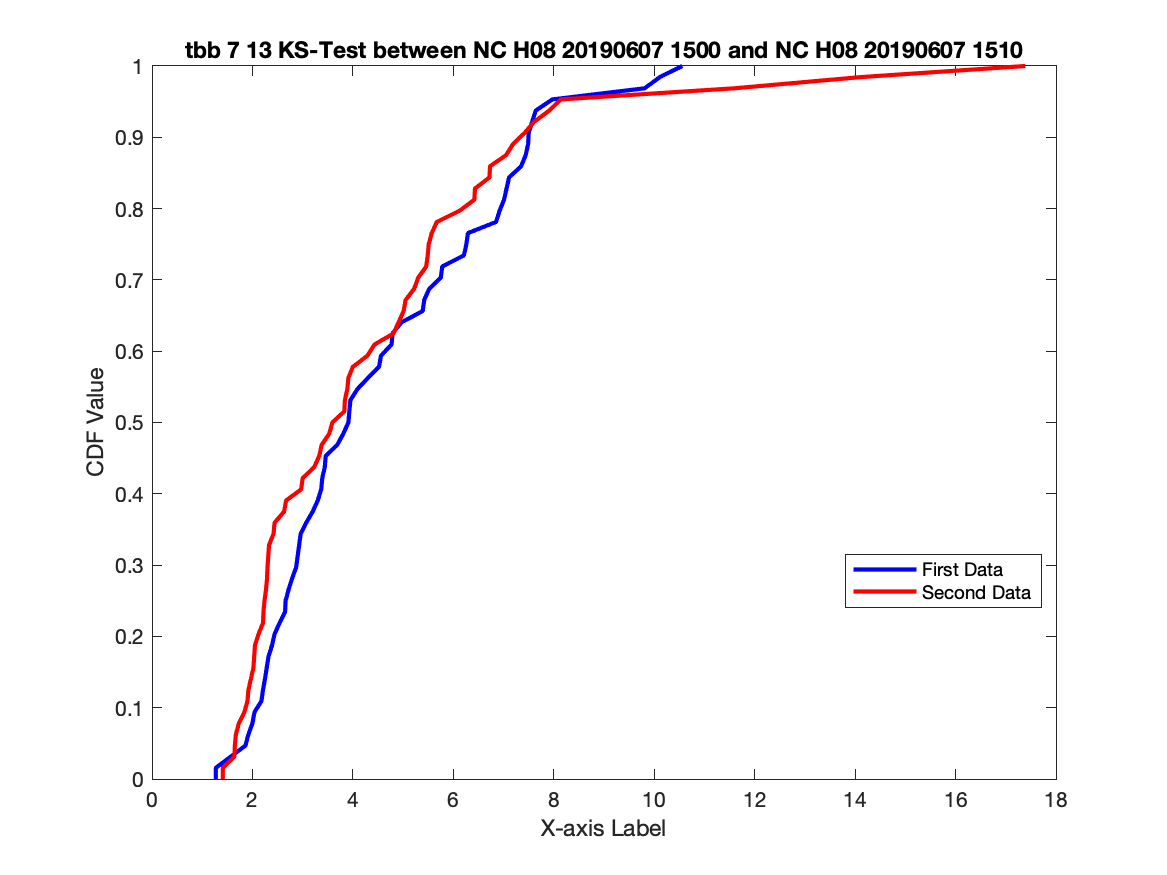 tbb 7 13 KS-Test between NC H08 20190607 1500 and NC H08 20190607 1510
1
0.9
0.8
0.7
0.6
0.5
0.4
0.3
0.2
0.1
0
CDF Value
First Data
Second Data
0 2 4 6 8 10 12 14 16 18
X-axis Label